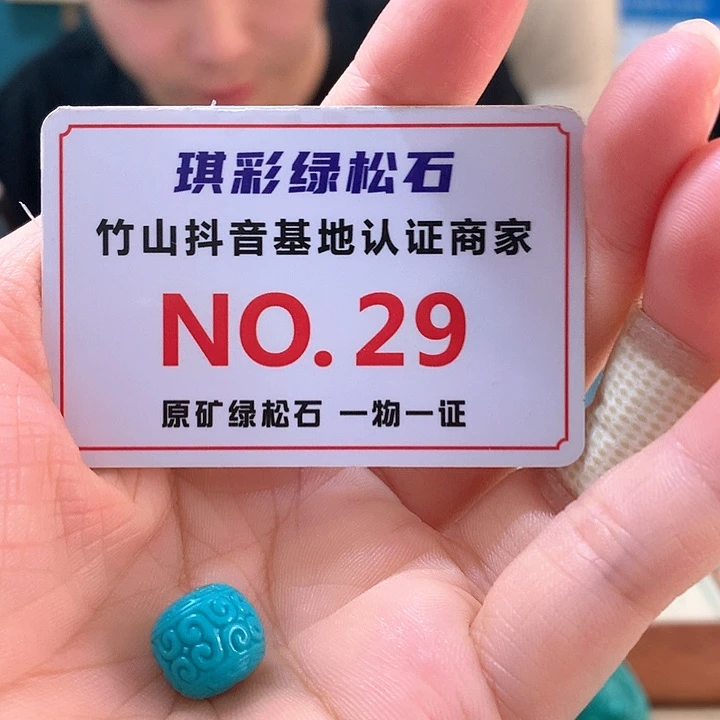 琪彩绿松石
竹山抖音基地认证商家
NO. 29
原矿绿松石 一物一证